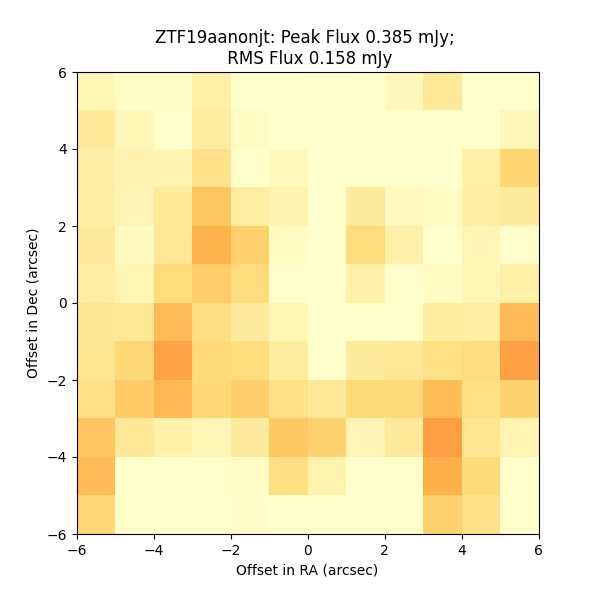 ZTF19aanonjt: Peak Flux 0.385 mJy;
RMS Flux 0.158 mJy
6
4
2
0
−2
−4
−6
Offset in Dec (arcsec)
−6 −4 −2 0 2 4 6
Offset in RA (arcsec)